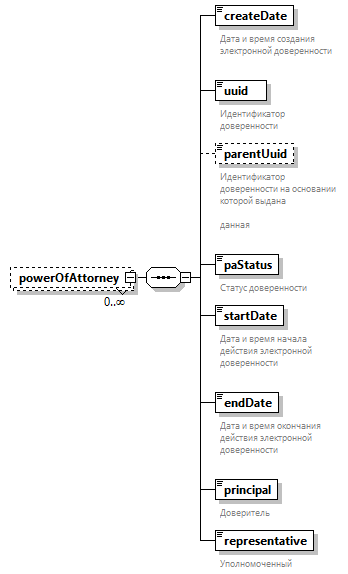 createDate
Дата и время создания
электронной доверенности
uuid
Идентификатор
доверенности
parentUuid
Идентификатор
доверенности на основании
которой выдана
данная
paStatus
Статус доверенности
powerOfAttorney
0..∞
startDate
Дата и время начала
действия электронной
доверенности
endDate
Дата и время окончания
действия электронной
доверенности
principal
Доверитель
representative
Уполномоченный